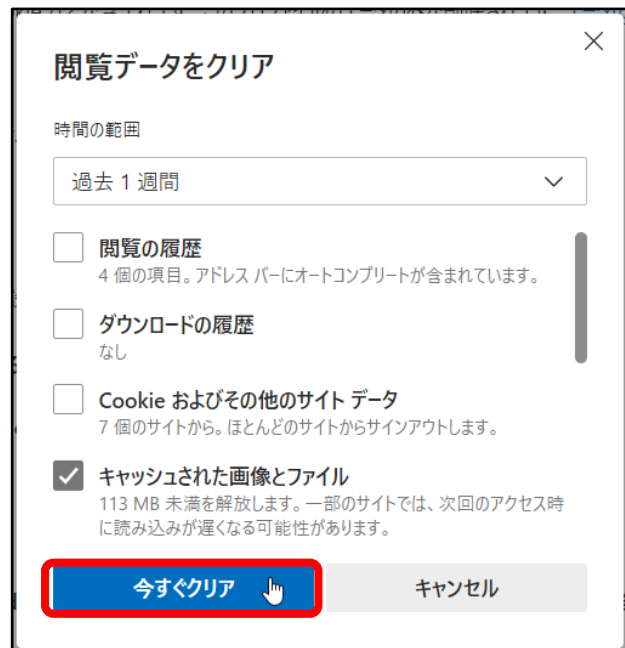 閲覧データをクリア
時間の範囲
過去 1 週間
閲覧の履歴
4 個の項目。アドレス バーにオートコンプリートが含まれています。
ダウンロードの履歴
なし
Cookie およびその他のサイト データ
7 個のサイトから。ほとんどのサイトからサインアウトします。
キャッシュされた画像とファイル
113 MB 未満を解放します。一部のサイトでは、次回のアクセス時
に読み込みが遅くなる可能性があります。
今すぐクリア
キャンセル